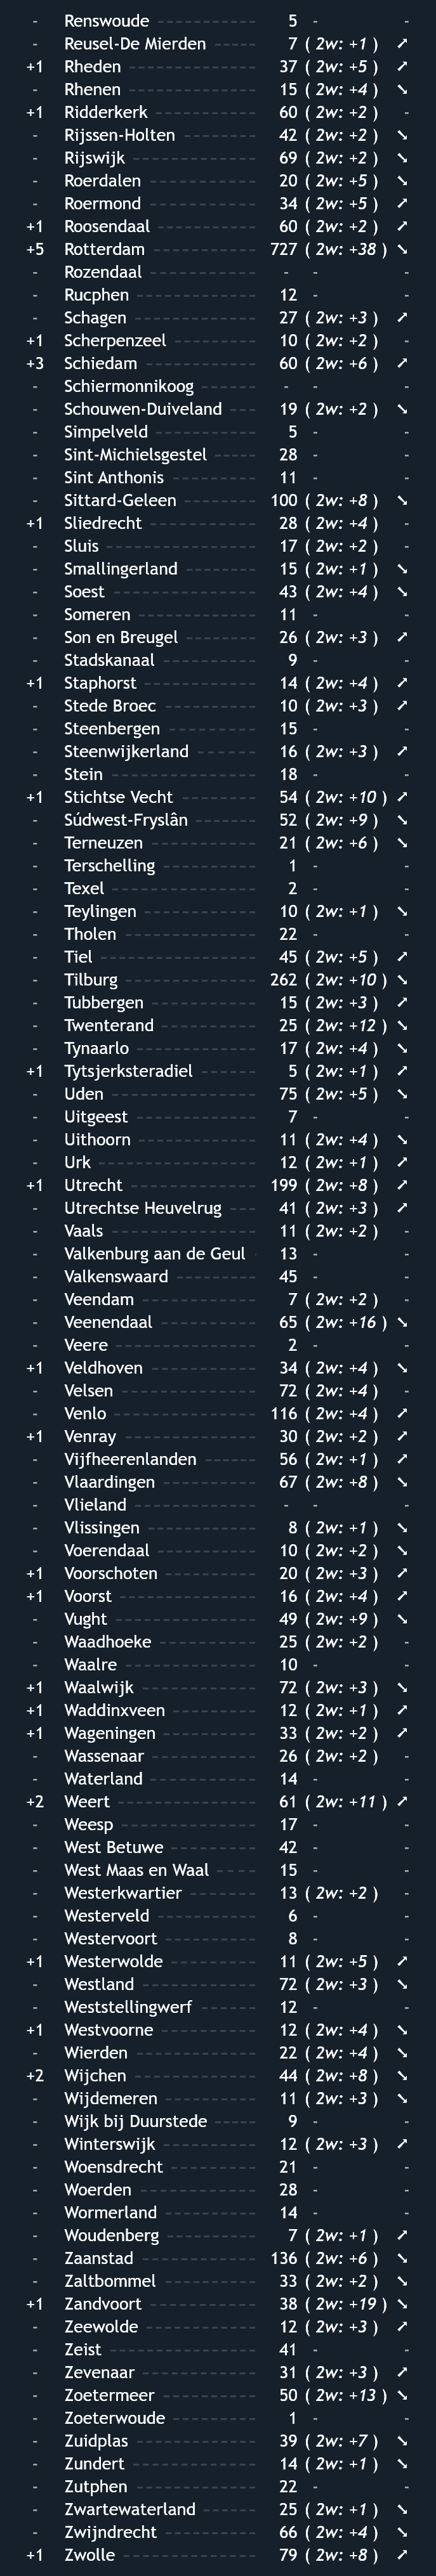 - Renswoude 5 - -
- Reusel-De Mierden 7 ( 2w: +1 ) ➚
+1 Rheden 37 ( 2w: +5 ) ➚
- Rhenen 15 ( 2w: +4 ) ➘
+1 Ridderkerk 60 ( 2w: +2 ) -
- Rijssen-Holten 42 ( 2w: +2 ) ➘
- Rijswijk 69 ( 2w: +2 ) ➘
- Roerdalen 20 ( 2w: +5 ) ➘
- Roermond 34 ( 2w: +5 ) ➚
+1 Roosendaal 60 ( 2w: +2 ) ➚
+5 Rotterdam 727 ( 2w: +38 ) ➘
- Rozendaal - - -
- Rucphen 12 - -
- Schagen 27 ( 2w: +3 ) ➚
+1 Scherpenzeel 10 ( 2w: +2 ) -
+3 Schiedam 60 ( 2w: +6 ) ➚
- Schiermonnikoog - - -
- Schouwen-Duiveland 19 ( 2w: +2 ) ➘
- Simpelveld 5 - -
- Sint-Michielsgestel 28 - -
- Sint Anthonis 11 - -
- Sittard-Geleen 100 ( 2w: +8 ) ➘
+1 Sliedrecht 28 ( 2w: +4 ) -
- Sluis 17 ( 2w: +2 ) -
- Smallingerland 15 ( 2w: +1 ) ➘
- Soest 43 ( 2w: +4 ) ➘
- Someren 11 - -
- Son en Breugel 26 ( 2w: +3 ) ➚
- Stadskanaal 9 - -
+1 Staphorst 14 ( 2w: +4 ) ➚
- Stede Broec 10 ( 2w: +3 ) ➚
- Steenbergen 15 - -
- Steenwijkerland 16 ( 2w: +3 ) ➚
- Stein 18 - -
+1 Stichtse Vecht 54 ( 2w: +10 ) ➚
- Súdwest-Fryslân 52 ( 2w: +9 ) ➘
- Terneuzen 21 ( 2w: +6 ) ➘
- Terschelling 1 - -
- Texel 2 - -
- Teylingen 10 ( 2w: +1 ) ➘
- Tholen 22 - -
- Tiel 45 ( 2w: +5 ) ➚
- Tilburg 262 ( 2w: +10 ) ➘
- Tubbergen 15 ( 2w: +3 ) ➚
- Twenterand 25 ( 2w: +12 ) ➘
- Tynaarlo 17 ( 2w: +4 ) ➘
+1 Tytsjerksteradiel 5 ( 2w: +1 ) ➚
- Uden 75 ( 2w: +5 ) ➘
- Uitgeest 7 - -
- Uithoorn 11 ( 2w: +4 ) ➘
- Urk 12 ( 2w: +1 ) ➚
+1 Utrecht 199 ( 2w: +8 ) ➚
- Utrechtse Heuvelrug 41 ( 2w: +3 ) ➚
- Vaals 11 ( 2w: +2 ) -
- Valkenburg aan de Geul 13 - -
- Valkenswaard 45 - -
- Veendam 7 ( 2w: +2 ) -
- Veenendaal 65 ( 2w: +16 ) ➘
- Veere 2 - -
+1 Veldhoven 34 ( 2w: +4 ) ➘
- Velsen 72 ( 2w: +4 ) -
- Venlo 116 ( 2w: +4 ) ➚
+1 Venray 30 ( 2w: +2 ) ➚
- Vijfheerenlanden 56 ( 2w: +1 ) ➚
- Vlaardingen 67 ( 2w: +8 ) ➘
- Vlieland - - -
- Vlissingen 8 ( 2w: +1 ) ➘
- Voerendaal 10 ( 2w: +2 ) ➘
+1 Voorschoten 20 ( 2w: +3 ) ➚
+1 Voorst 16 ( 2w: +4 ) ➚
- Vught 49 ( 2w: +9 ) ➘
- Waadhoeke 25 ( 2w: +2 ) -
- Waalre 10 - -
+1 Waalwijk 72 ( 2w: +3 ) ➘
+1 Waddinxveen 12 ( 2w: +1 ) ➚
+1 Wageningen 33 ( 2w: +2 ) ➚
- Wassenaar 26 ( 2w: +2 ) -
- Waterland 14 - -
+2 Weert 61 ( 2w: +11 ) ➚
- Weesp 17 - -
- West Betuwe 42 - -
- West Maas en Waal 15 - -
- Westerkwartier 13 ( 2w: +2 ) -
- Westerveld 6 - -
- Westervoort 8 - -
+1 Westerwolde 11 ( 2w: +5 ) ➚
- Westland 72 ( 2w: +3 ) ➘
- Weststellingwerf 12 - -
+1 Westvoorne 12 ( 2w: +4 ) ➘
- Wierden 22 ( 2w: +4 ) ➘
+2 Wijchen 44 ( 2w: +8 ) ➘
- Wijdemeren 11 ( 2w: +3 ) ➘
- Wijk bij Duurstede 9 - -
- Winterswijk 12 ( 2w: +3 ) ➚
- Woensdrecht 21 - -
- Woerden 28 - -
- Wormerland 14 - -
- Woudenberg 7 ( 2w: +1 ) ➚
- Zaanstad 136 ( 2w: +6 ) ➘
- Zaltbommel 33 ( 2w: +2 ) ➘
+1 Zandvoort 38 ( 2w: +19 ) ➘
- Zeewolde 12 ( 2w: +3 ) ➚
- Zeist 41 - -
- Zevenaar 31 ( 2w: +3 ) ➚
- Zoetermeer 50 ( 2w: +13 ) ➘
- Zoeterwoude 1 - -
- Zuidplas 39 ( 2w: +7 ) ➘
- Zundert 14 ( 2w: +1 ) ➘
- Zutphen 22 - -
- Zwartewaterland 25 ( 2w: +1 ) ➘
- Zwijndrecht 66 ( 2w: +4 ) ➘
+1 Zwolle 79 ( 2w: +8 ) ➚